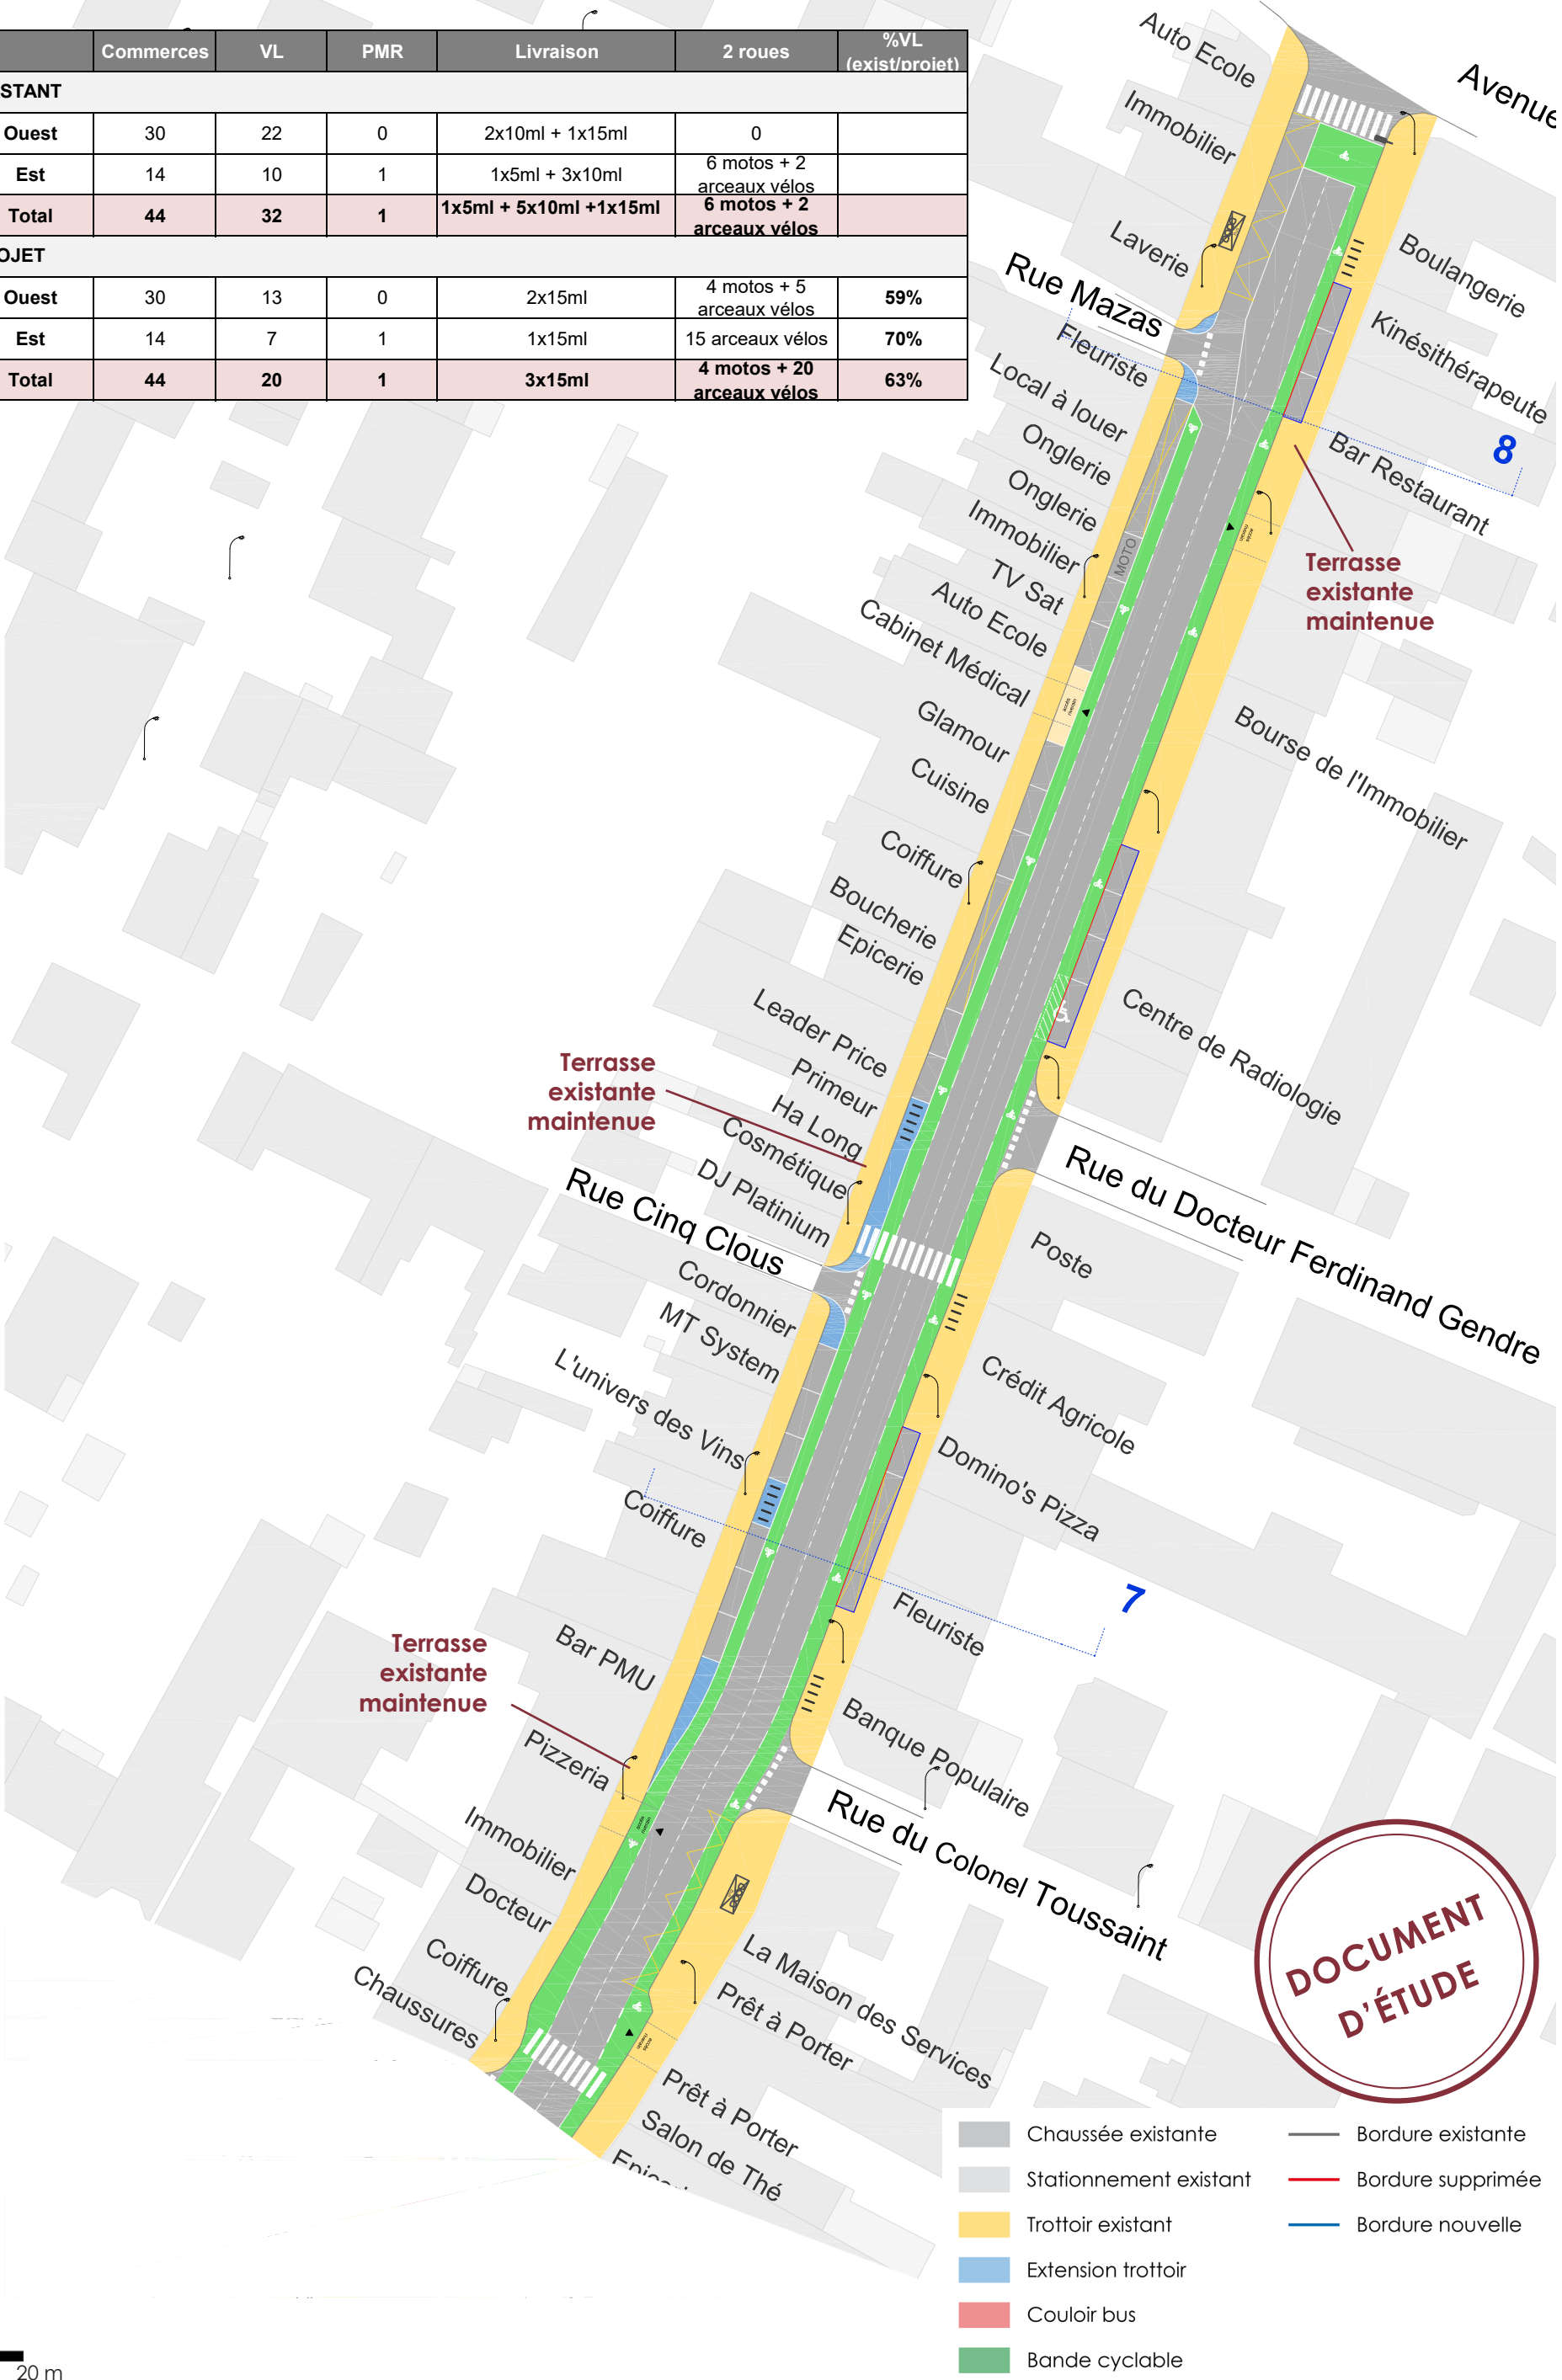 Commerces VL PMR Livraison 2 roues %VL
(exist/projet)
STANT
Ouest 30 22 0 2x10ml + 1x15ml 0
Est 14 10 1 1x5ml + 3x10ml 6 motos + 2
arceaux vélos
Total 44 32 1 1x5ml + 5x10ml +1x15ml 6 motos + 2
arceaux vélos
OJET
Ouest 30 13 0 2x15ml 4 motos + 5
arceaux vélos 59%
Est 14 7 1 1x15ml 15 arceaux vélos 70%
Total 44 20 1 3x15ml 4 motos + 20
arceaux vélos 63%
Auto Ecole
Avenue
Immobilier
Laverie
Boulangerie
Rue Mazas
Kinésithérapeute
Fleuriste
Local à louer
Bar Restaurant
8
Onglerie
Onglerie
Immobilier
MOTO
Terrasse
existante
maintenue
TV Sat
Auto Ecole
Cabinet Médical
accès
riverain
Glamour
Bourse de l'Immobilier
Cuisine
Coiffure
Boucherie
Epicerie
Leader Price
Centre de Radiologie
Primeur
Terrasse
existante
maintenue
Ha Long
Cosmétique
DJ Platinium
Rue du Docteur Ferdinand Gendre
Rue Cinq Clous
Poste
Cordonnier
MT System
Crédit Agricole
L'univers des Vins
Domino's Pizza
Coiffure
7
Fleuriste
Bar PMU
Terrasse
existante
maintenue
Banque Populaire
Pizzeria
accès
riverain
Rue du Colonel Toussaint
Immobilier
Docteur
DOCUMENT
D'ÉTUDE
Coiffure
La Maison des Services
Chaussures
Prêt à Porter
Prêt à Porter
Salon de Thé
Chaussée existante
Bordure existante
Stationnement existant
Bordure supprimée
Trottoir existant
Bordure nouvelle
Extension trottoir
Couloir bus
Bande cyclable
20 m